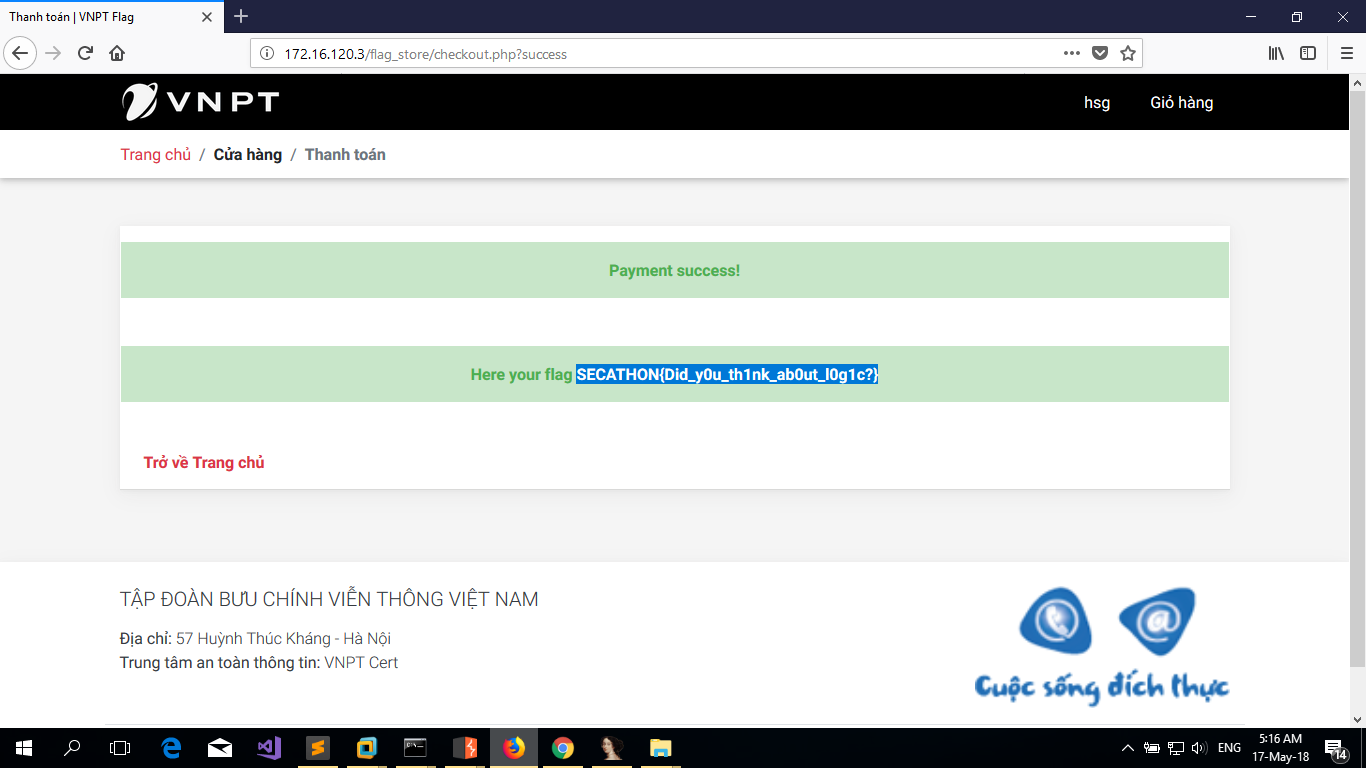 Thanh toán | VNPT Flag
172.16.120.3/flag_store/checkout.php?success
VNPT
hsg
Giỏ hàng
Trang chủ / Cửa hàng / Thanh toán
Payment success!
Here your flag SECATHON{Did_y0u_th1nk_ab0ut_l0g1c?}
Trở về Trang chủ
TẬP ĐOÀN BƯU CHÍNH VIỄN THÔNG VIỆT NAM
Địa chỉ: 57 Huỳnh Thúc Kháng - Hà Nội
Trung tâm an toàn thông tin: VNPT Cert
@
Cuộc sống đích thực
ENG
5:16 AM
17-May-18
14